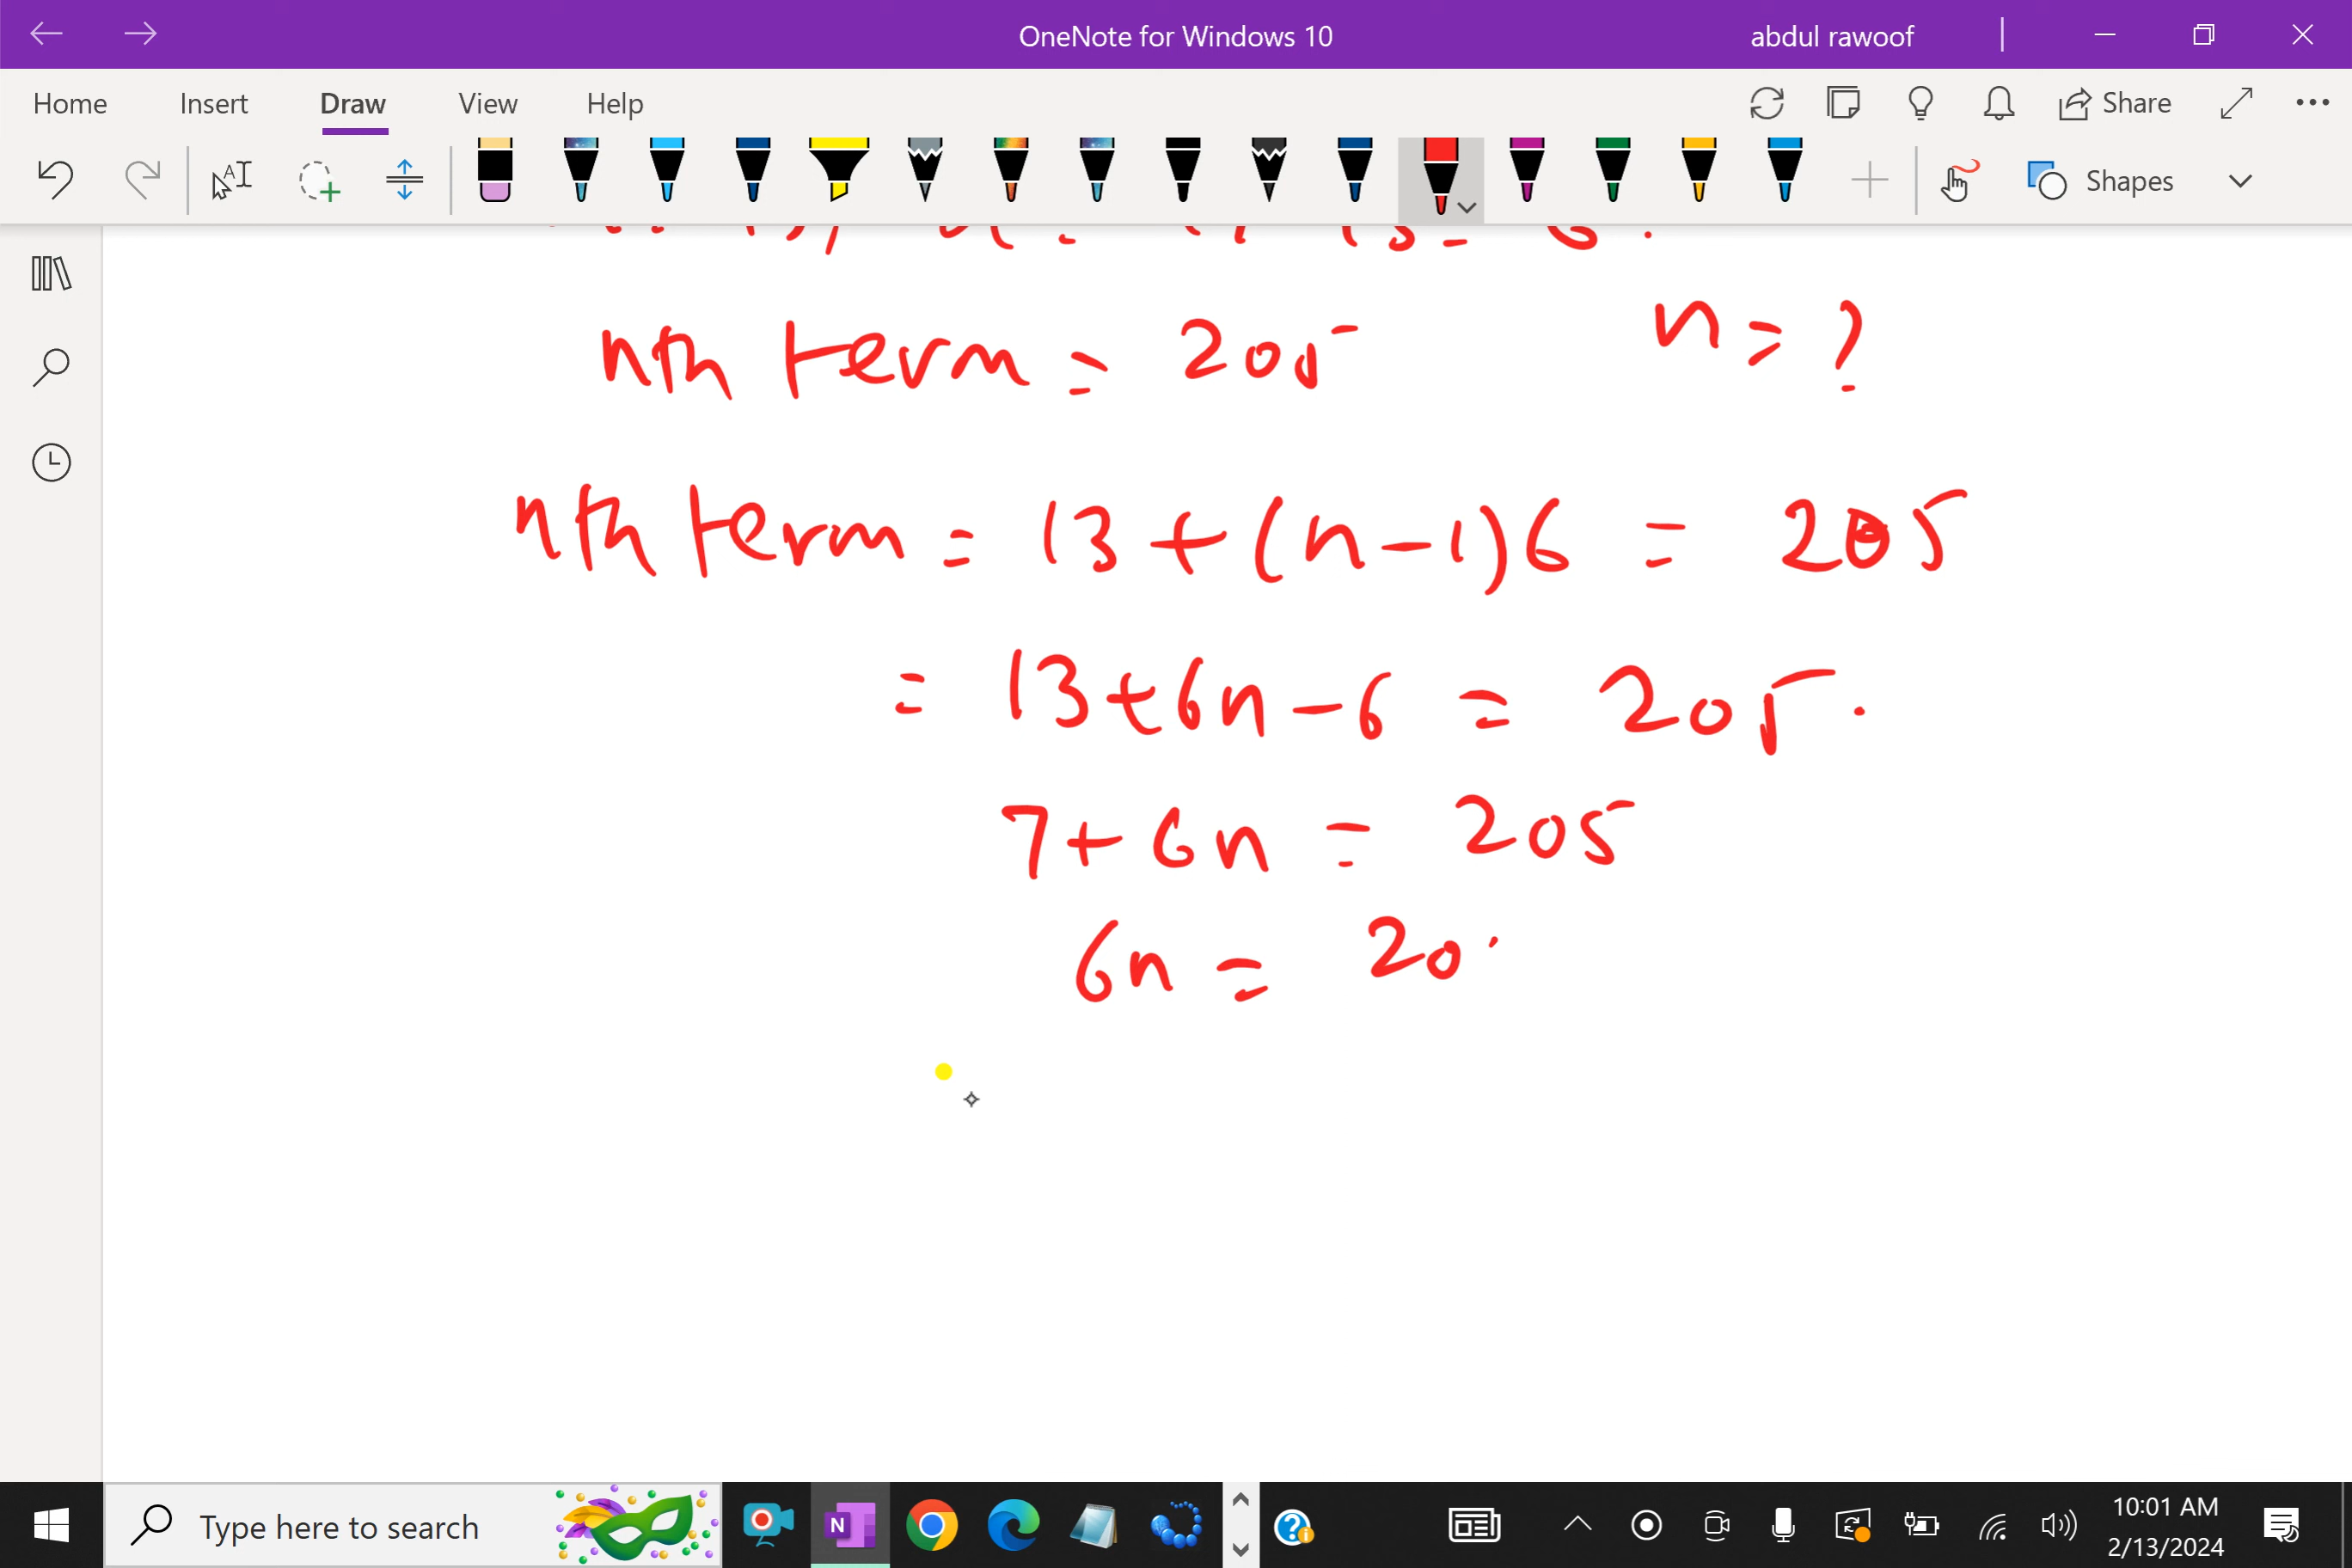 OneNote for Windows 10
abdul rawoof
Home Insert Draw View Help
Share
Shapes
nth term = 205 n = ?
nth term = 13 + (n-1)6 = 205
= 13+6n-6 = 205.
7+6n = 205
6n = 20
Type here to search
10:01 AM
2/13/2024